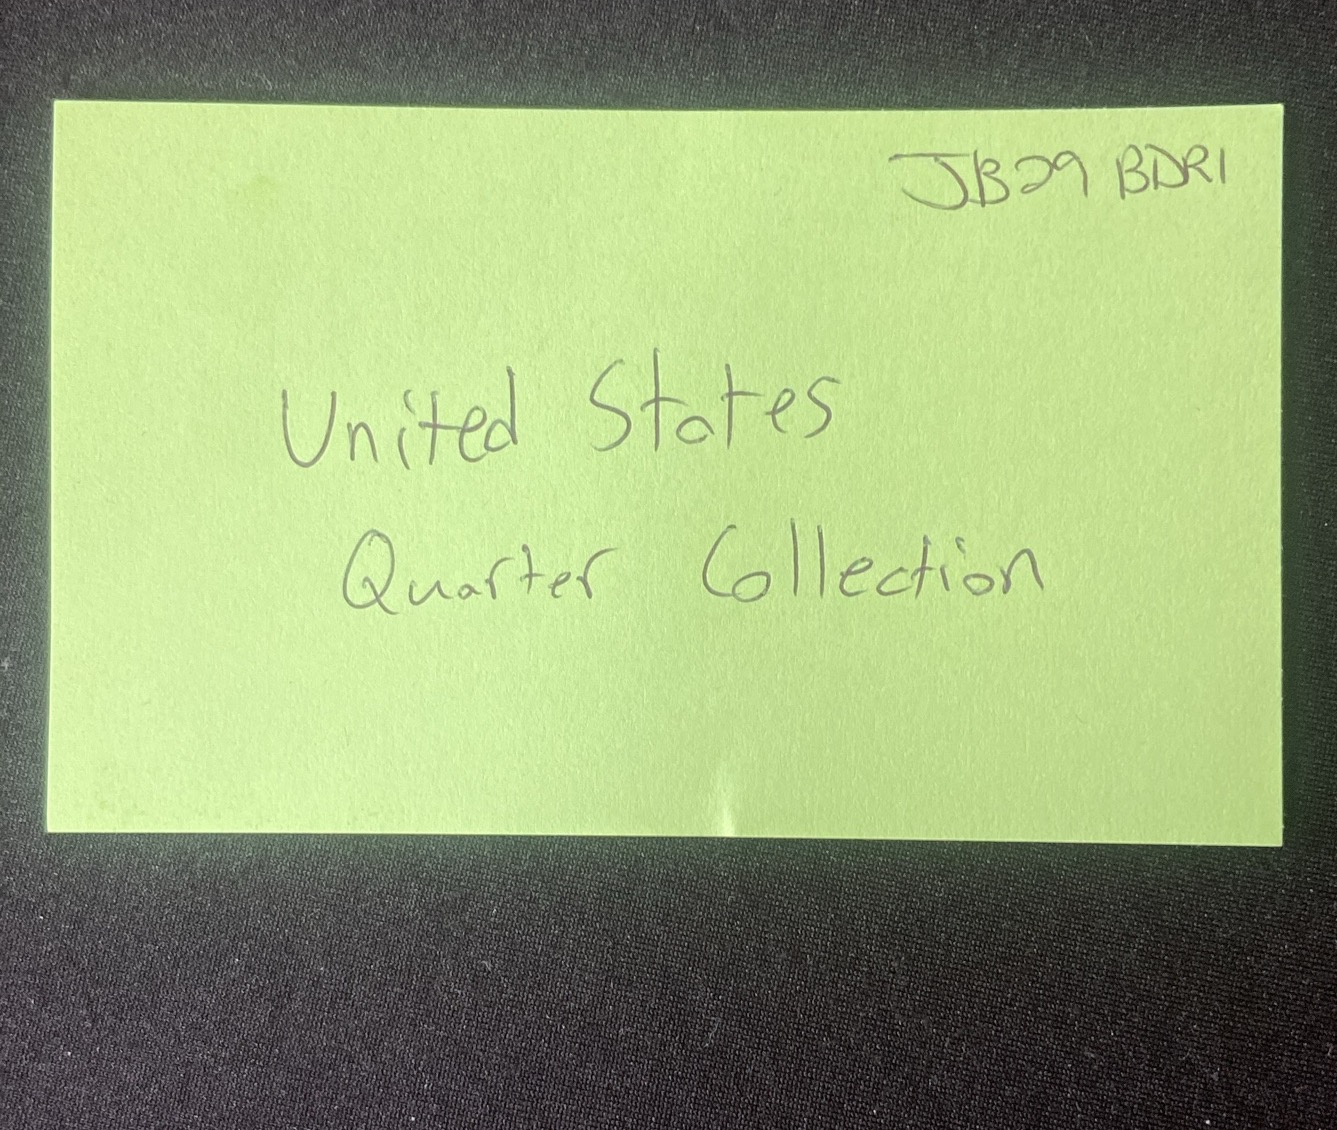 JB29 BDR1
United States
Quarter Collection